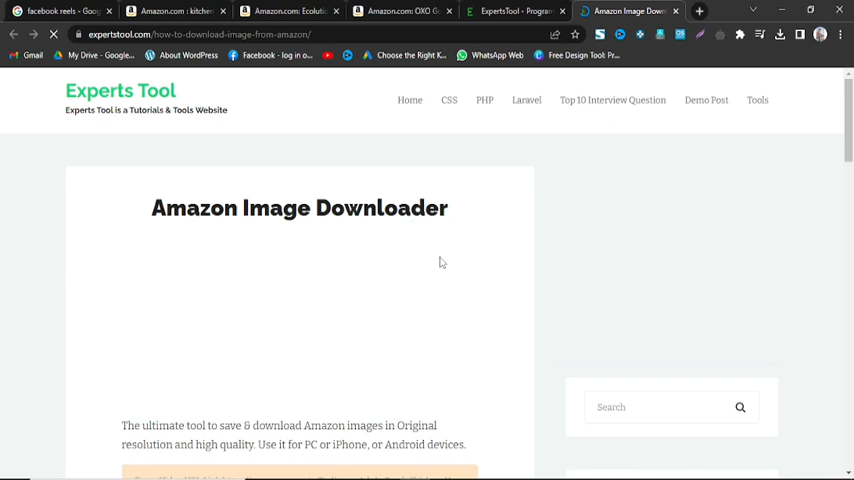 facebook reels - Goog
Amazon.com : kitchen
Amazon.com: Ecolutio
Amazon.com: OXO Go
ExpertsTool - Program
Amazon Image Down
expertstool.com/how-to-download-image-from-amazon/
Gmail
My Drive - Google...
About WordPress
Facebook - log in o...
Choose the Right K...
WhatsApp Web
Free Design Tool: Pr...
Experts Tool
Experts Tool is a Tutorials & Tools Website
Home
CSS
PHP
Laravel
Top 10 Interview Question
Demo Post
Tools
Amazon Image Downloader
The ultimate tool to save & download Amazon images in Original
resolution and high quality. Use it for PC or iPhone, or Android devices.
Search